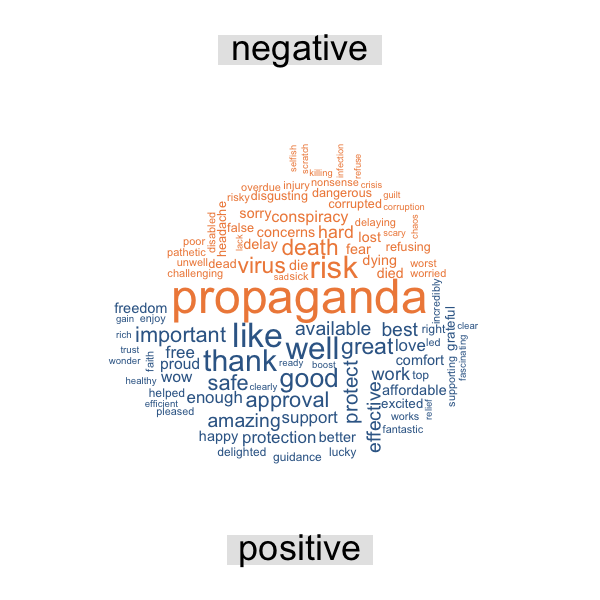 negative
selfish scratch killing infection refuse
overdue injury nonsense crisis
risky disgusting dangerous guilt
sorry conspiracy corrupted corruption
disabled headache lack false concerns hard lost delaying scary chaos
poor delay death fear refusing
pathetic
unwell dead virus die risk dying worst
challenging sad sick died worried
propaganda
freedom incredibly
gain enjoy important like available best right grateful clear
rich free thank well great love led
trust faith proud ready boost work comfort supporting fascinating
wonder wow safe clearly good protect top
healthy helped enough approval effective affordable
efficient excited relief
pleased amazing support works
happy protection better fantastic
delighted guidance lucky
positive